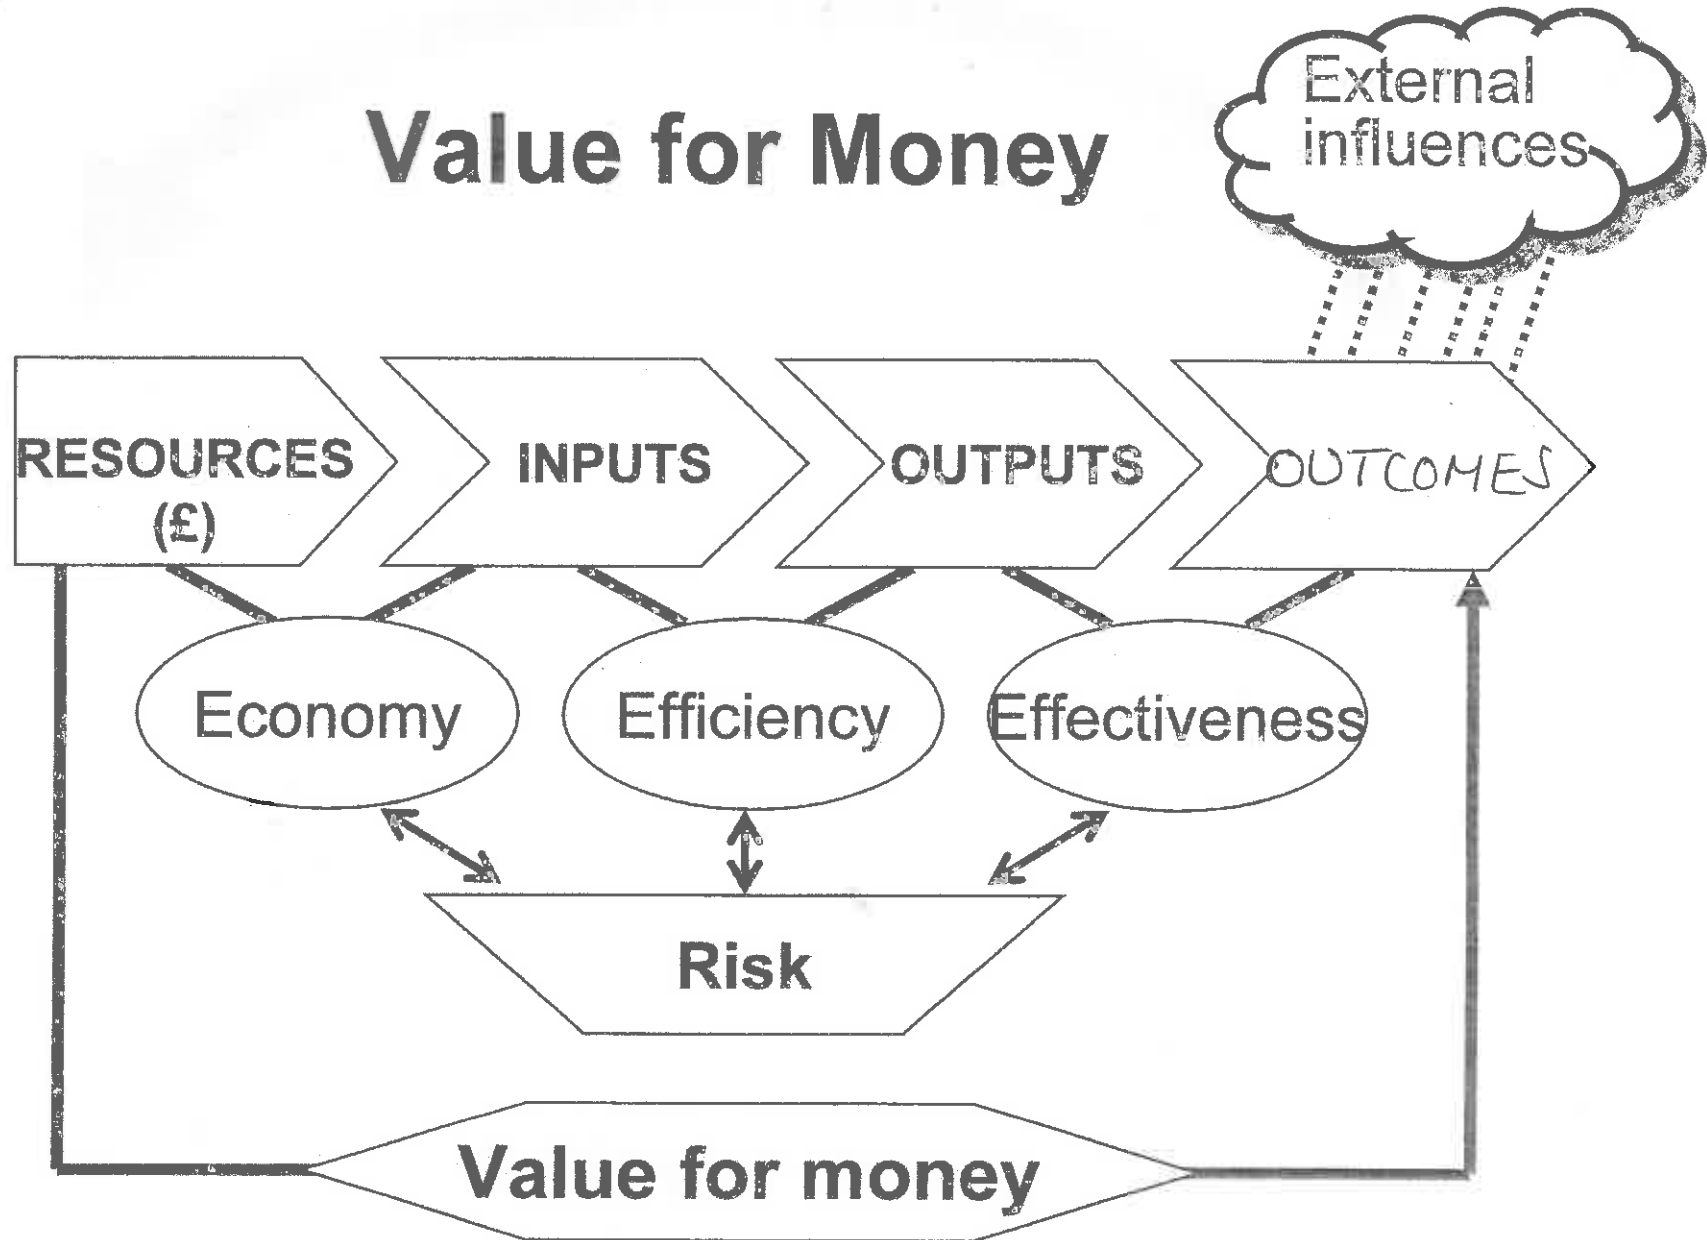 External
influences
Value for Money
RESOURCES
(£)
INPUTS
OUTPUTS
OUTCOMES
Economy
Efficiency
Effectiveness
Risk
Value for money